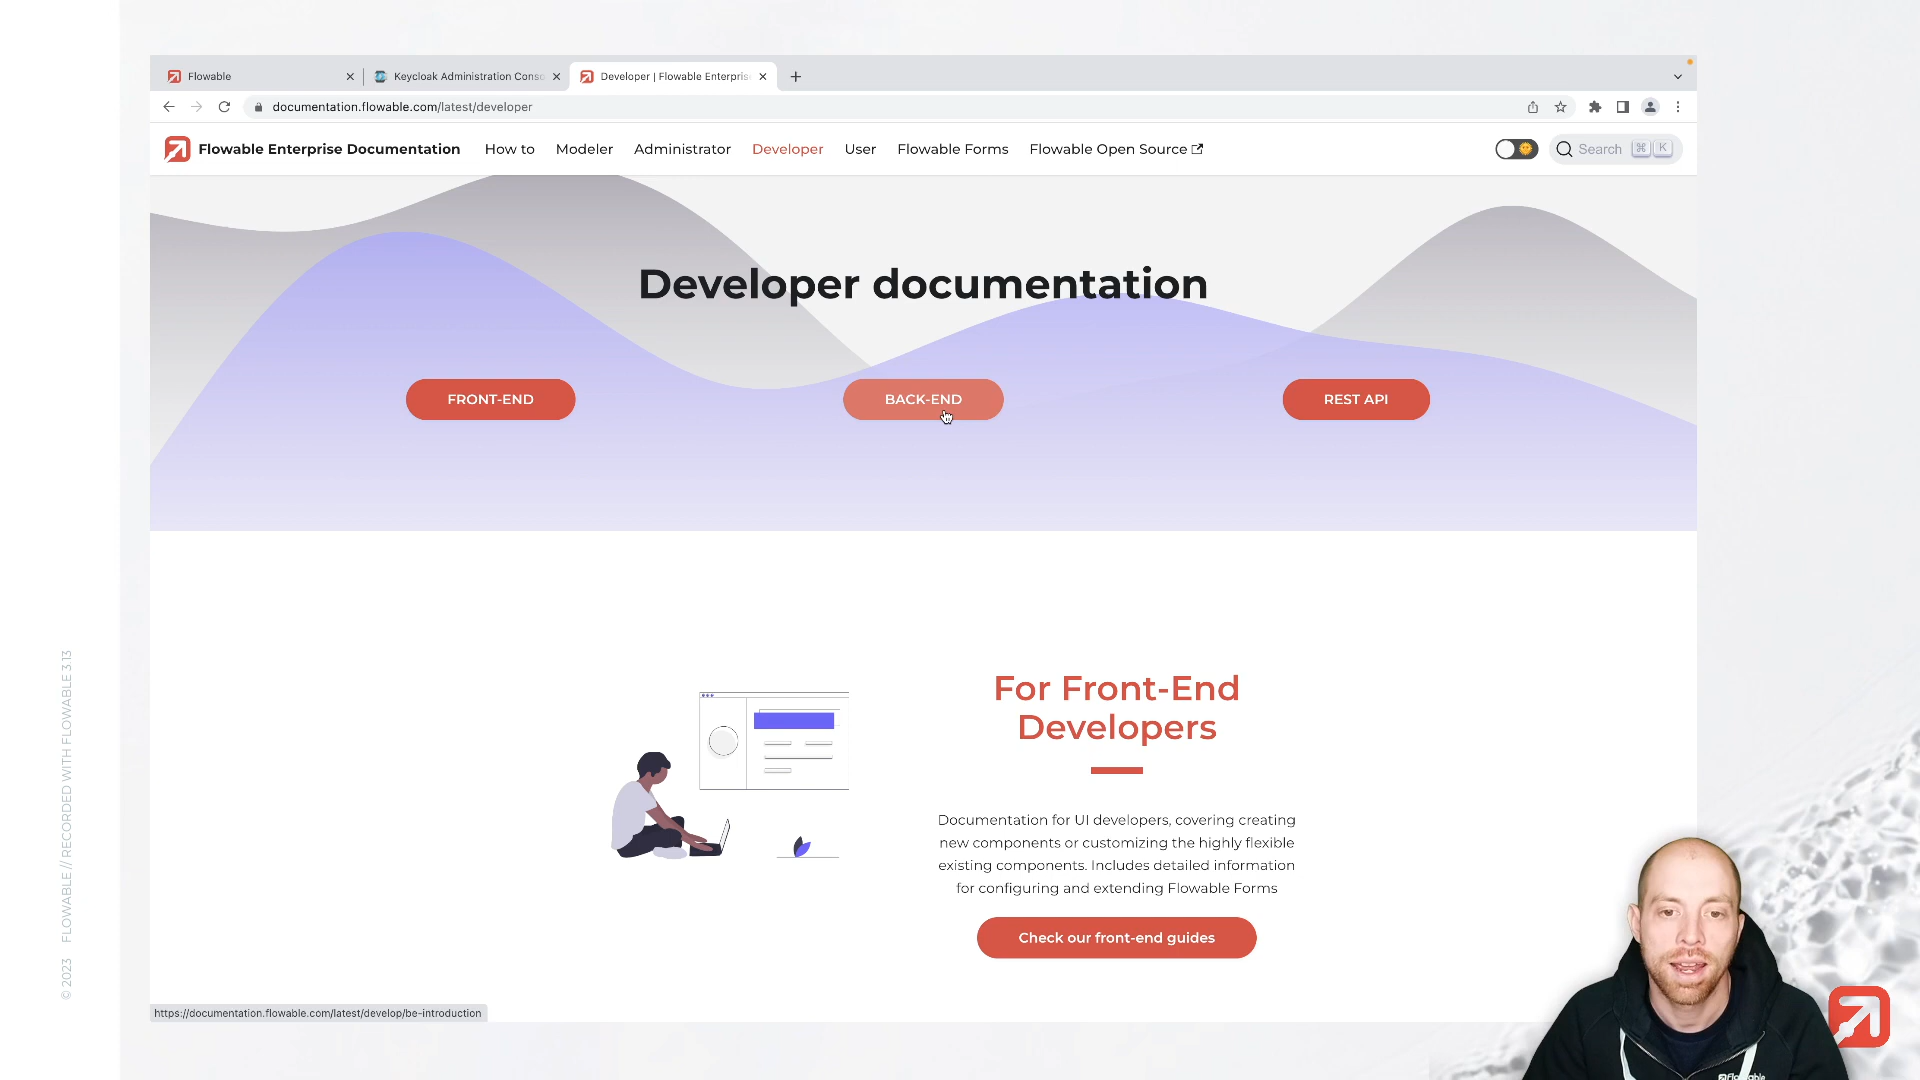 Flowable
Keycloak Administration Conso
Developer | Flowable Enterpris
documentation.flowable.com/latest/developer
Flowable Enterprise Documentation
How to
Modeler
Administrator
Developer
User
Flowable Forms
Flowable Open Source
Search
⌘ K
Developer documentation
FRONT-END
BACK-END
REST API
For Front-End
Developers
Documentation for UI developers, covering creating
new components or customizing the highly flexible
existing components. Includes detailed information
for configuring and extending Flowable Forms
Check our front-end guides
https://documentation.flowable.com/latest/develop/be-introduction
© 2023 FLOWABLE // RECORDED WITH FLOWABLE 3.13
Flowable